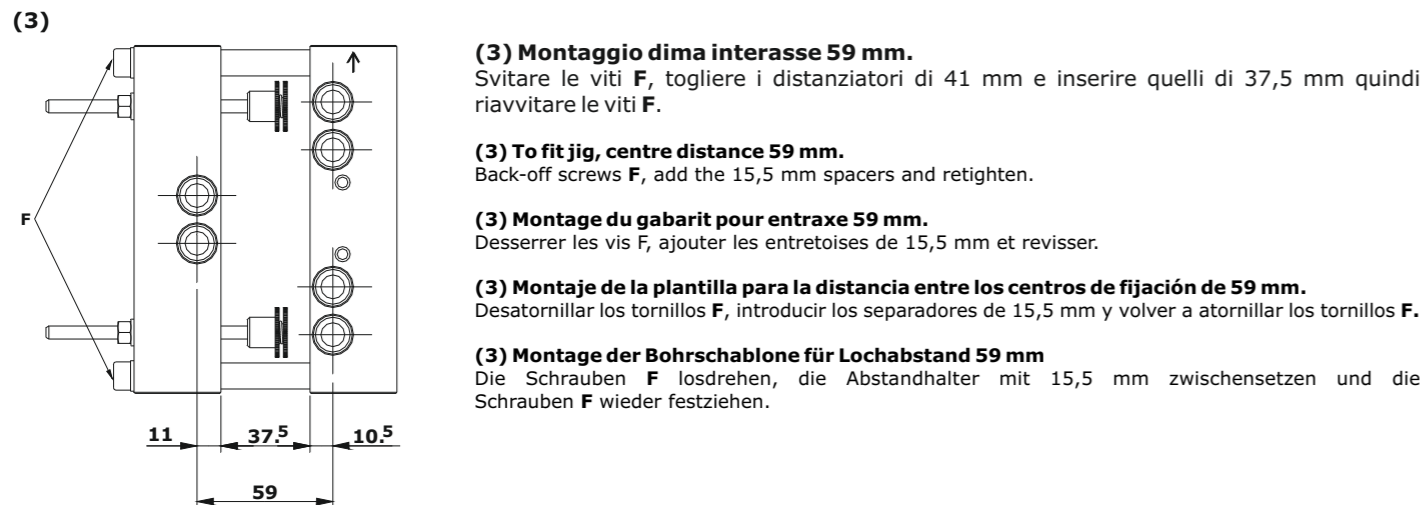 (3)
F
11 37.5 10.5
59
(3) Montaggio dima interasse 59 mm.
Svitare le viti F, togliere i distanziatori di 41 mm e inserire quelli di 37,5 mm quindi
riavvitare le viti F.
(3) To fit jig, centre distance 59 mm.
Back-off screws F, add the 15,5 mm spacers and retighten.
(3) Montage du gabarit pour entraxe 59 mm.
Desserrer les vis F, ajouter les entretoises de 15,5 mm et revisser.
(3) Montaje de la plantilla para la distancia entre los centros de fijación de 59 mm.
Desatornillar los tornillos F, introducir los separadores de 15,5 mm y volver a atornillar los tornillos F.
(3) Montage der Bohrschablone für Lochabstand 59 mm
Die Schrauben F losdrehen, die Abstandhalter mit 15,5 mm zwischensetzen und die
Schrauben F wieder festziehen.